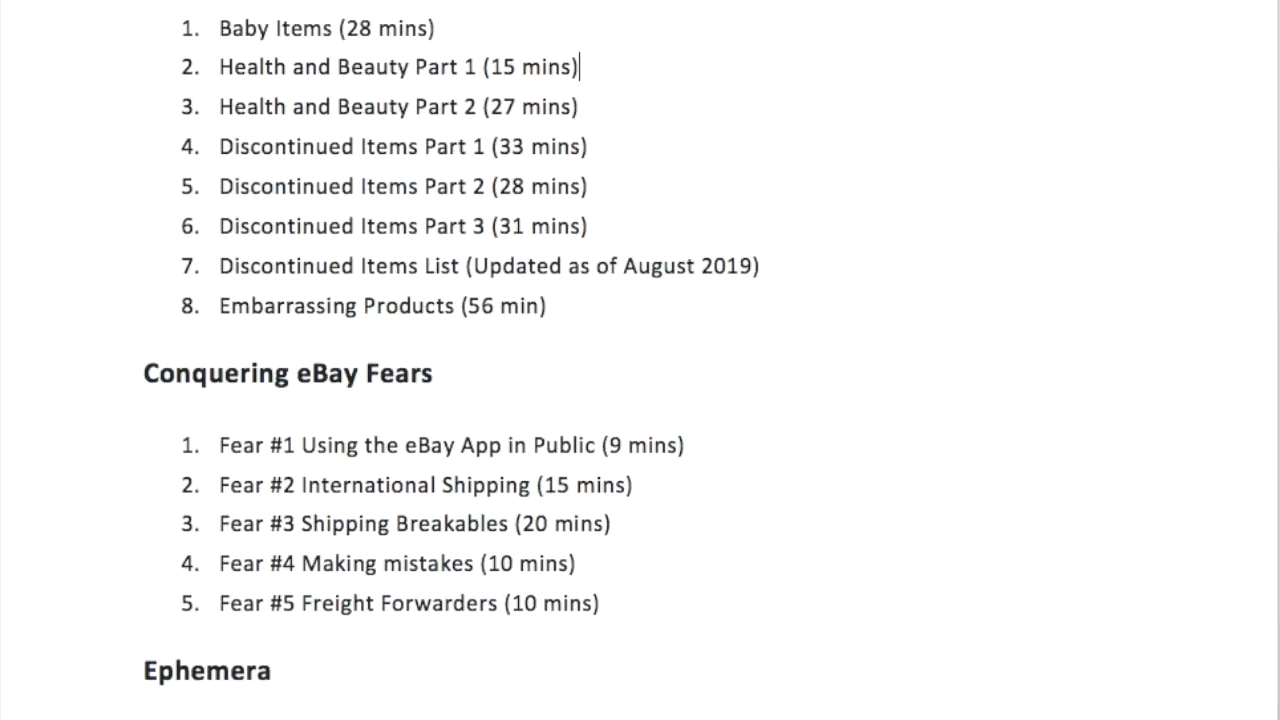 1. Baby Items (28 mins)
2. Health and Beauty Part 1 (15 mins)
3. Health and Beauty Part 2 (27 mins)
4. Discontinued Items Part 1 (33 mins)
5. Discontinued Items Part 2 (28 mins)
6. Discontinued Items Part 3 (31 mins)
7. Discontinued Items List (Updated as of August 2019)
8. Embarrassing Products (56 min)
Conquering eBay Fears
1. Fear #1 Using the eBay App in Public (9 mins)
2. Fear #2 International Shipping (15 mins)
3. Fear #3 Shipping Breakables (20 mins)
4. Fear #4 Making mistakes (10 mins)
5. Fear #5 Freight Forwarders (10 mins)
Ephemera